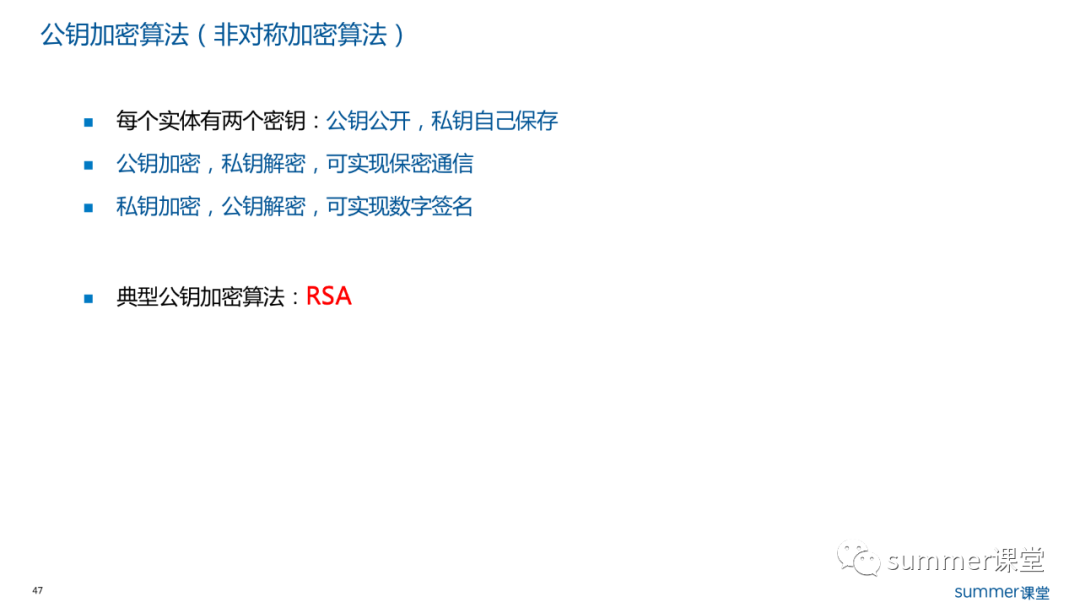 公钥加密算法（非对称加密算法）
■ 每个实体有两个密钥：公钥公开，私钥自己保存
■ 公钥加密，私钥解密，可实现保密通信
■ 私钥加密，公钥解密，可实现数字签名
■ 典型公钥加密算法：RSA
summer课堂
47
summer课堂